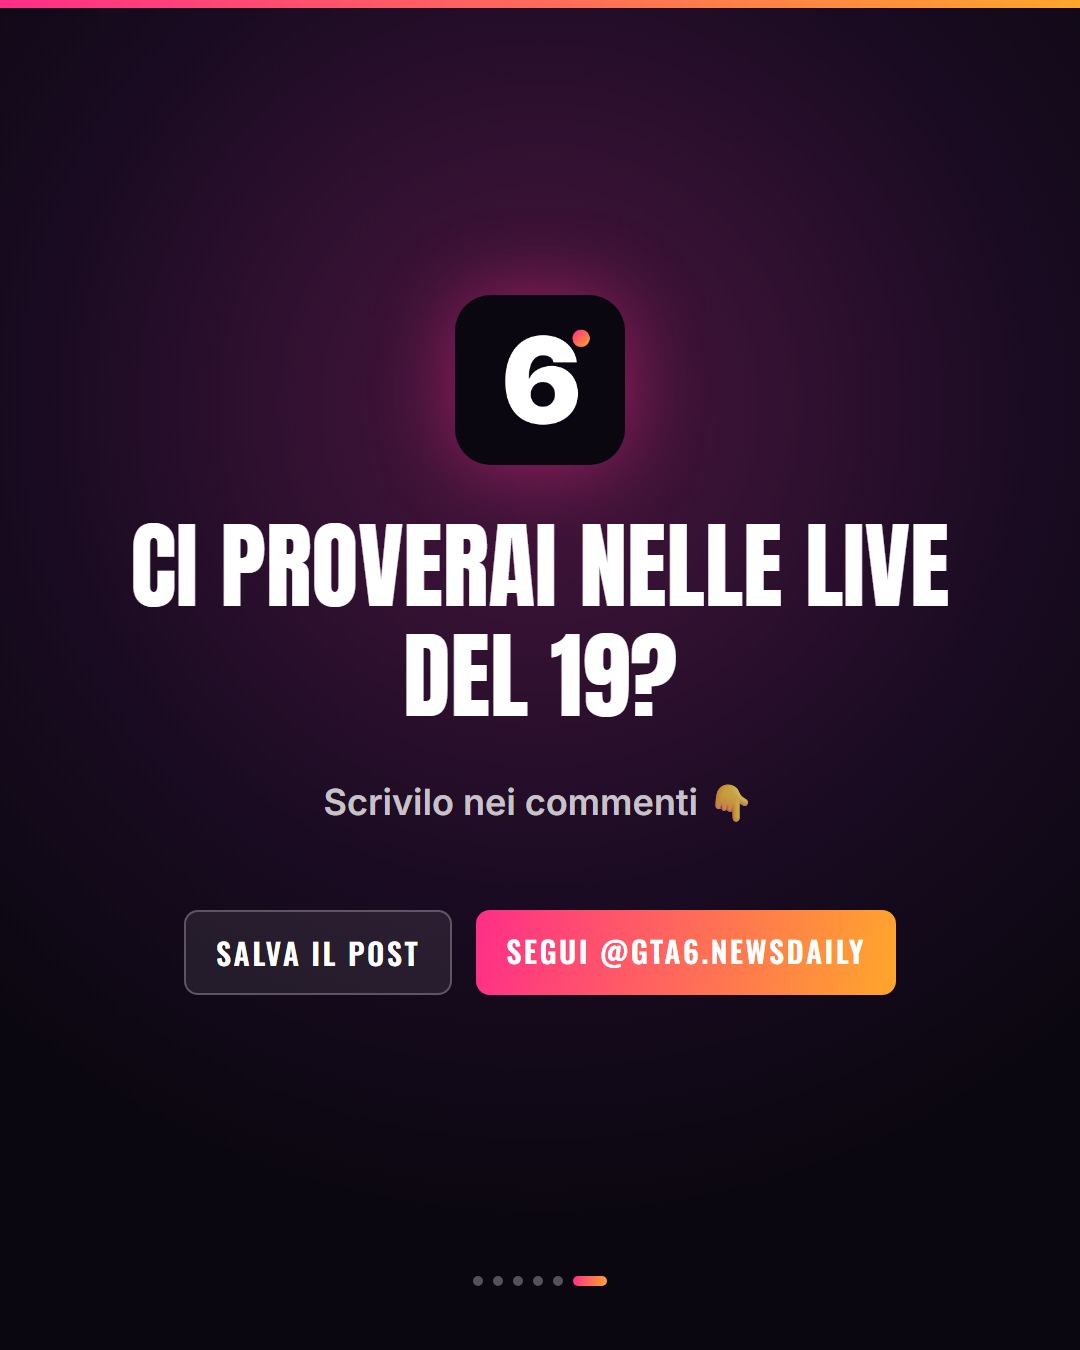 6
CI PROVERAI NELLE LIVE
DEL 19?
Scrivilo nei commenti 👇
SALVA IL POST
SEGUI @GTA6.NEWSDAILY